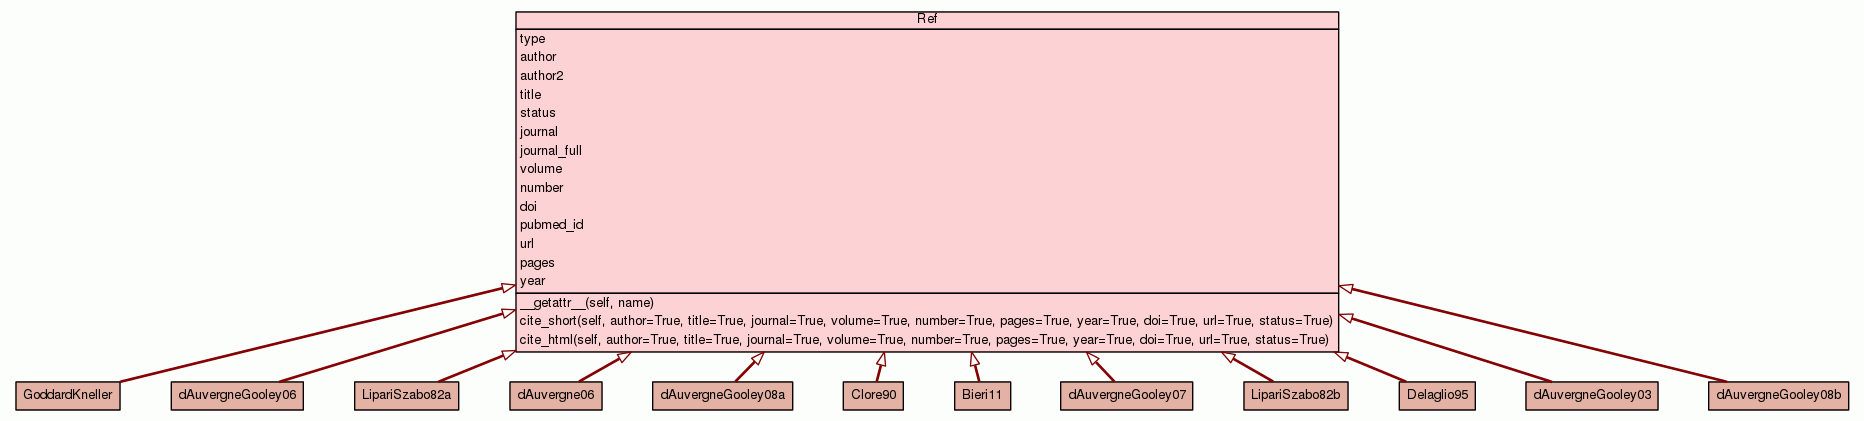 Ref
type
author
author2
title
status
journal
journal_full
volume
number
doi
pubmed_id
url
pages
year
__getattr__(self, name)
cite_short(self, author=True, title=True, journal=True, volume=True, number=True, pages=True, year=True, doi=True, url=True, status=True)
cite_html(self, author=True, title=True, journal=True, volume=True, number=True, pages=True, year=True, doi=True, url=True, status=True)
GoddardKneller
dAuvergneGooley06
LipariSzabo82a
dAuvergne06
dAuvergneGooley08a
Clore90
Bieri11
dAuvergneGooley07
LipariSzabo82b
Delaglio95
dAuvergneGooley03
dAuvergneGooley08b